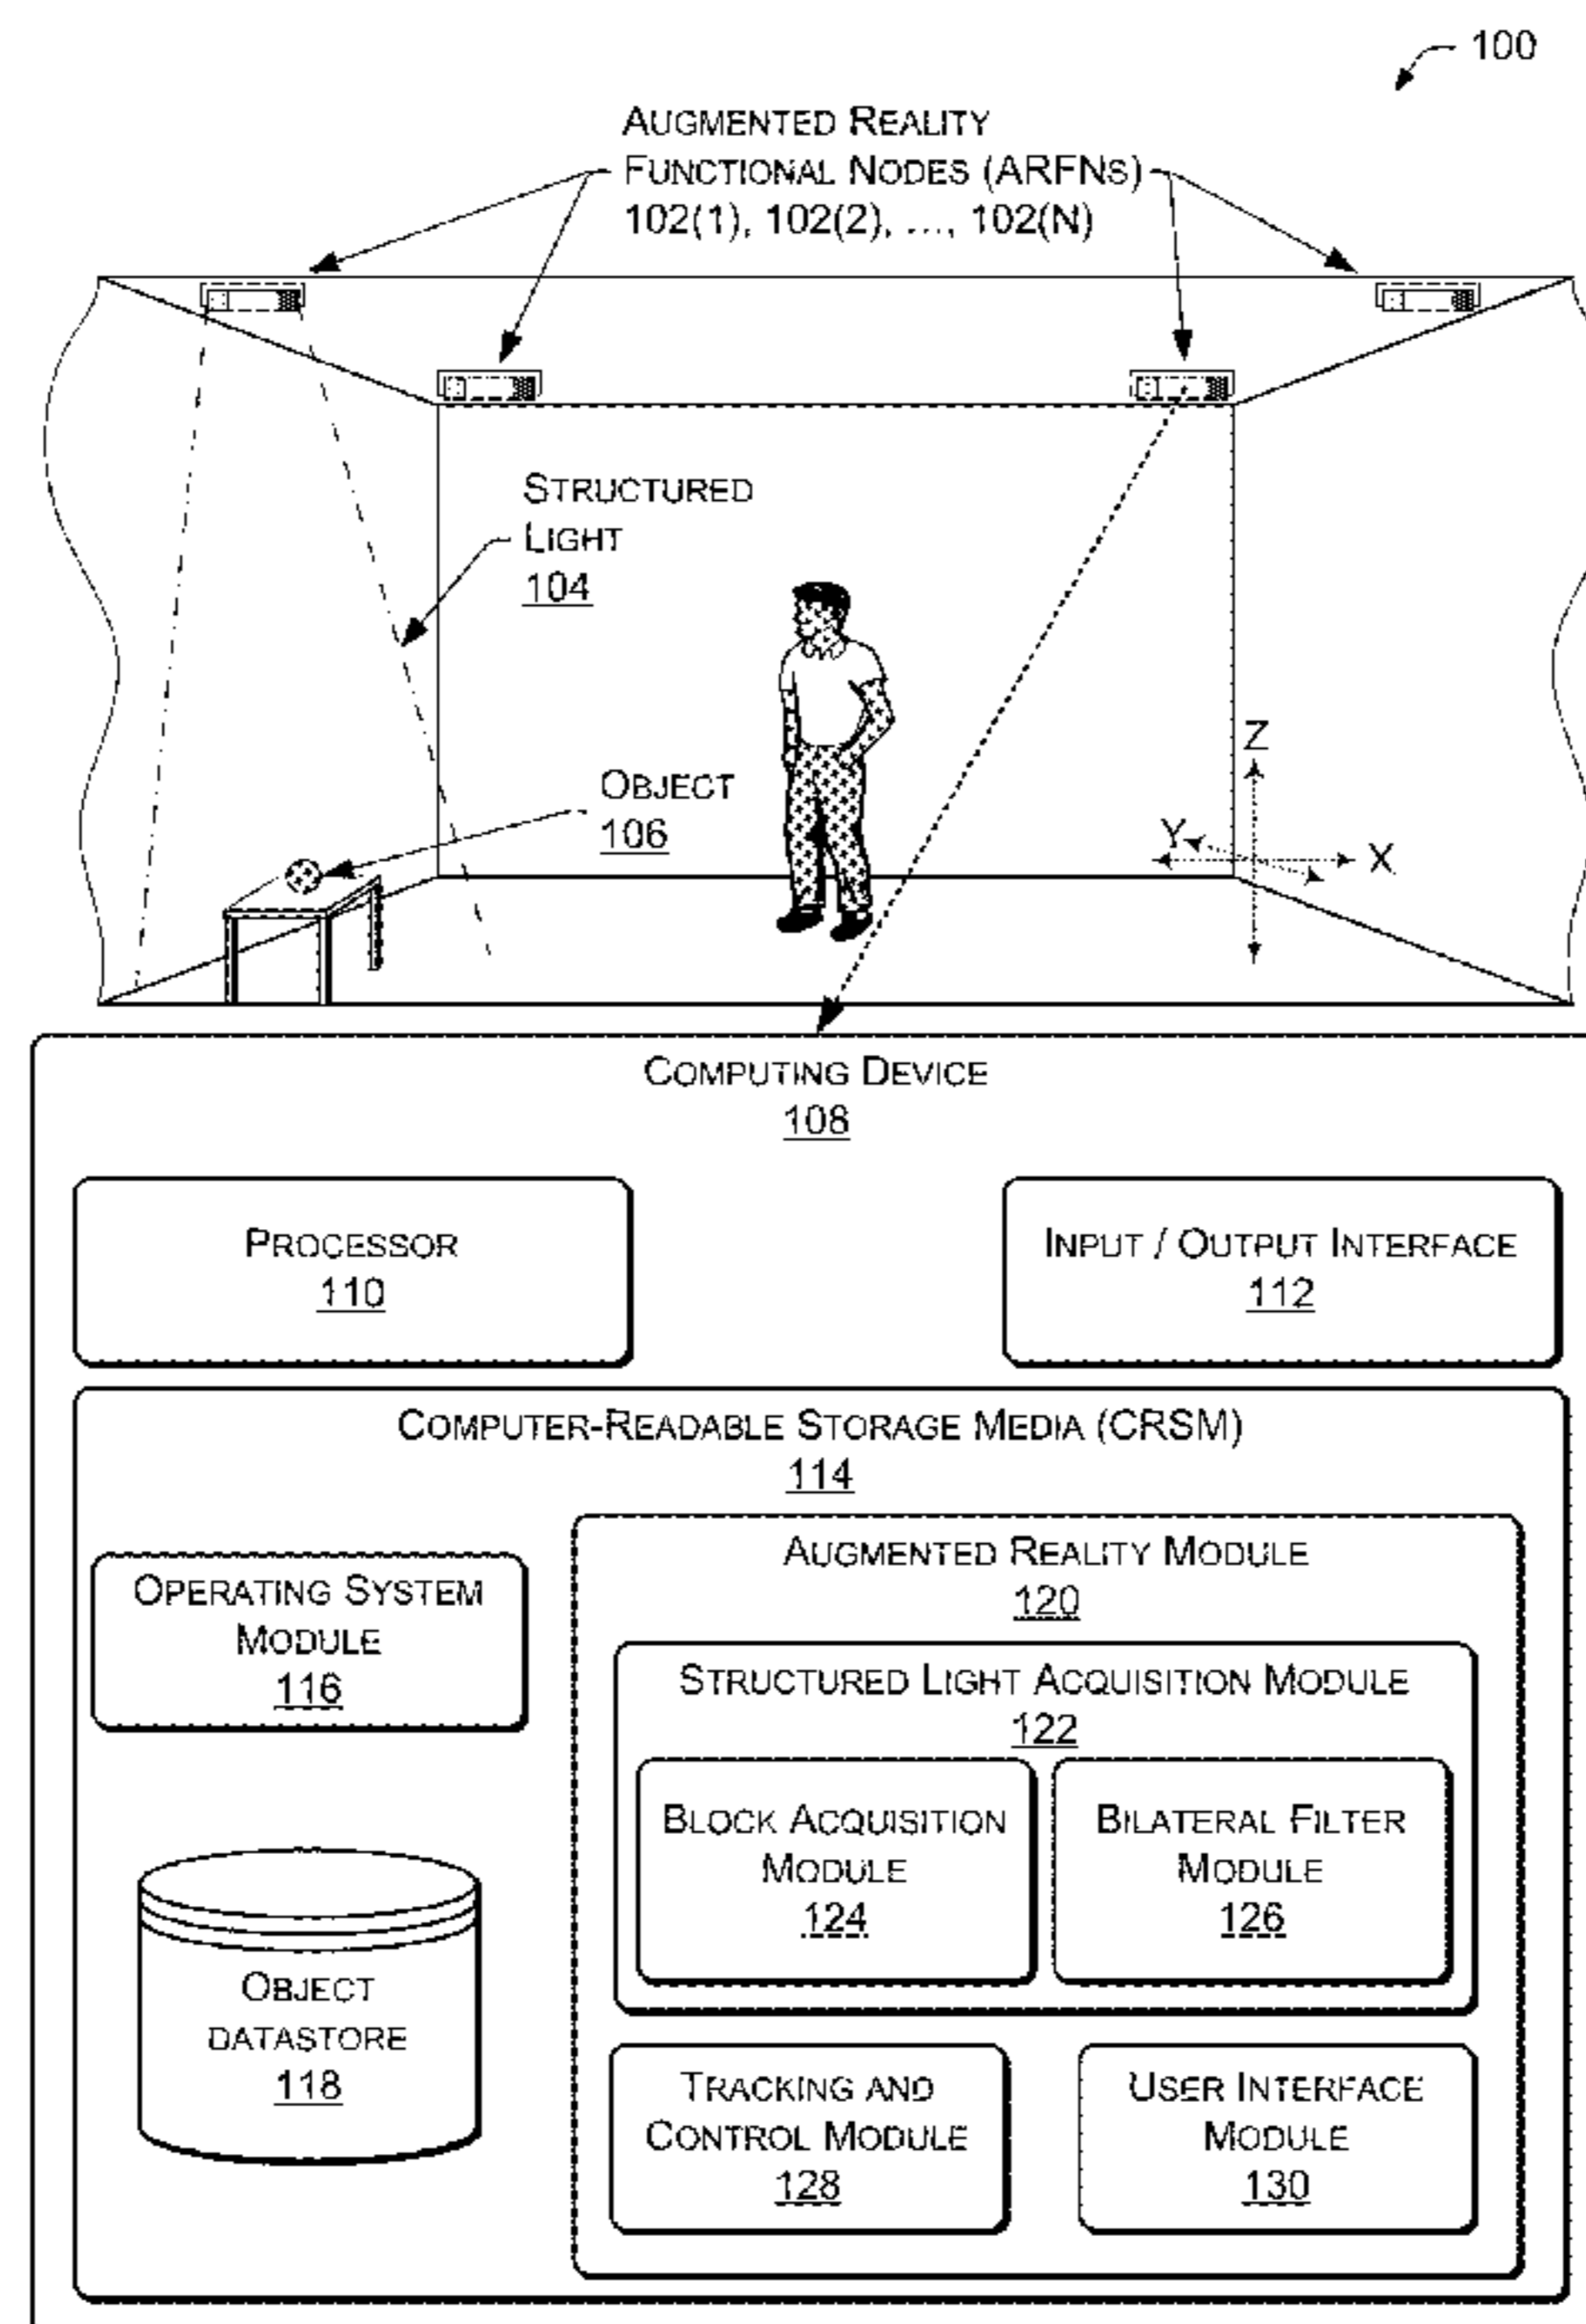 100
AUGMENTED REALITY
FUNCTIONAL NODES (ARFNS)
102(1), 102(2), ..., 102(N)
STRUCTURED
LIGHT
104
OBJECT
106
Z
Y
X
COMPUTING DEVICE
108
PROCESSOR
110
INPUT / OUTPUT INTERFACE
112
COMPUTER-READABLE STORAGE MEDIA (CRSM)
114
OPERATING SYSTEM
MODULE
116
OBJECT
DATASTORE
118
AUGMENTED REALITY MODULE
120
STRUCTURED LIGHT ACQUISITION MODULE
122
BLOCK ACQUISITION
MODULE
124
BILATERAL FILTER
MODULE
126
TRACKING AND
CONTROL MODULE
128
USER INTERFACE
MODULE
130